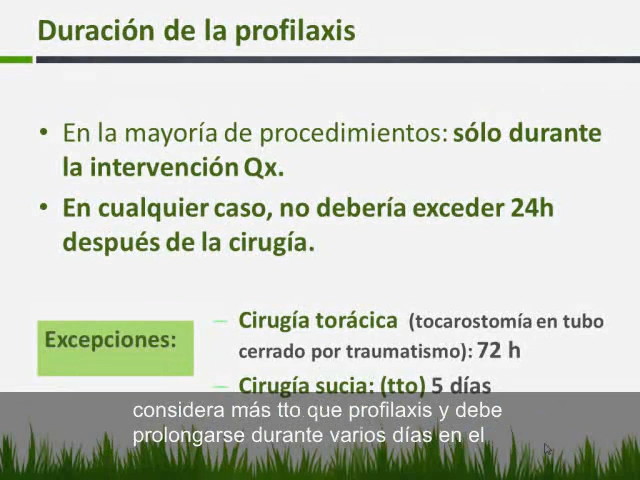 Duración de la profilaxis
• En la mayoría de procedimientos: sólo durante
la intervención Qx.
• En cualquier caso, no debería exceder 24h
después de la cirugía.
Excepciones:
– Cirugía torácica (tocarostomía en tubo
cerrado por traumatismo): 72 h
– Cirugía sucia: (tto) 5 días
considera más tto que profilaxis y debe
prolongarse durante varios días en el